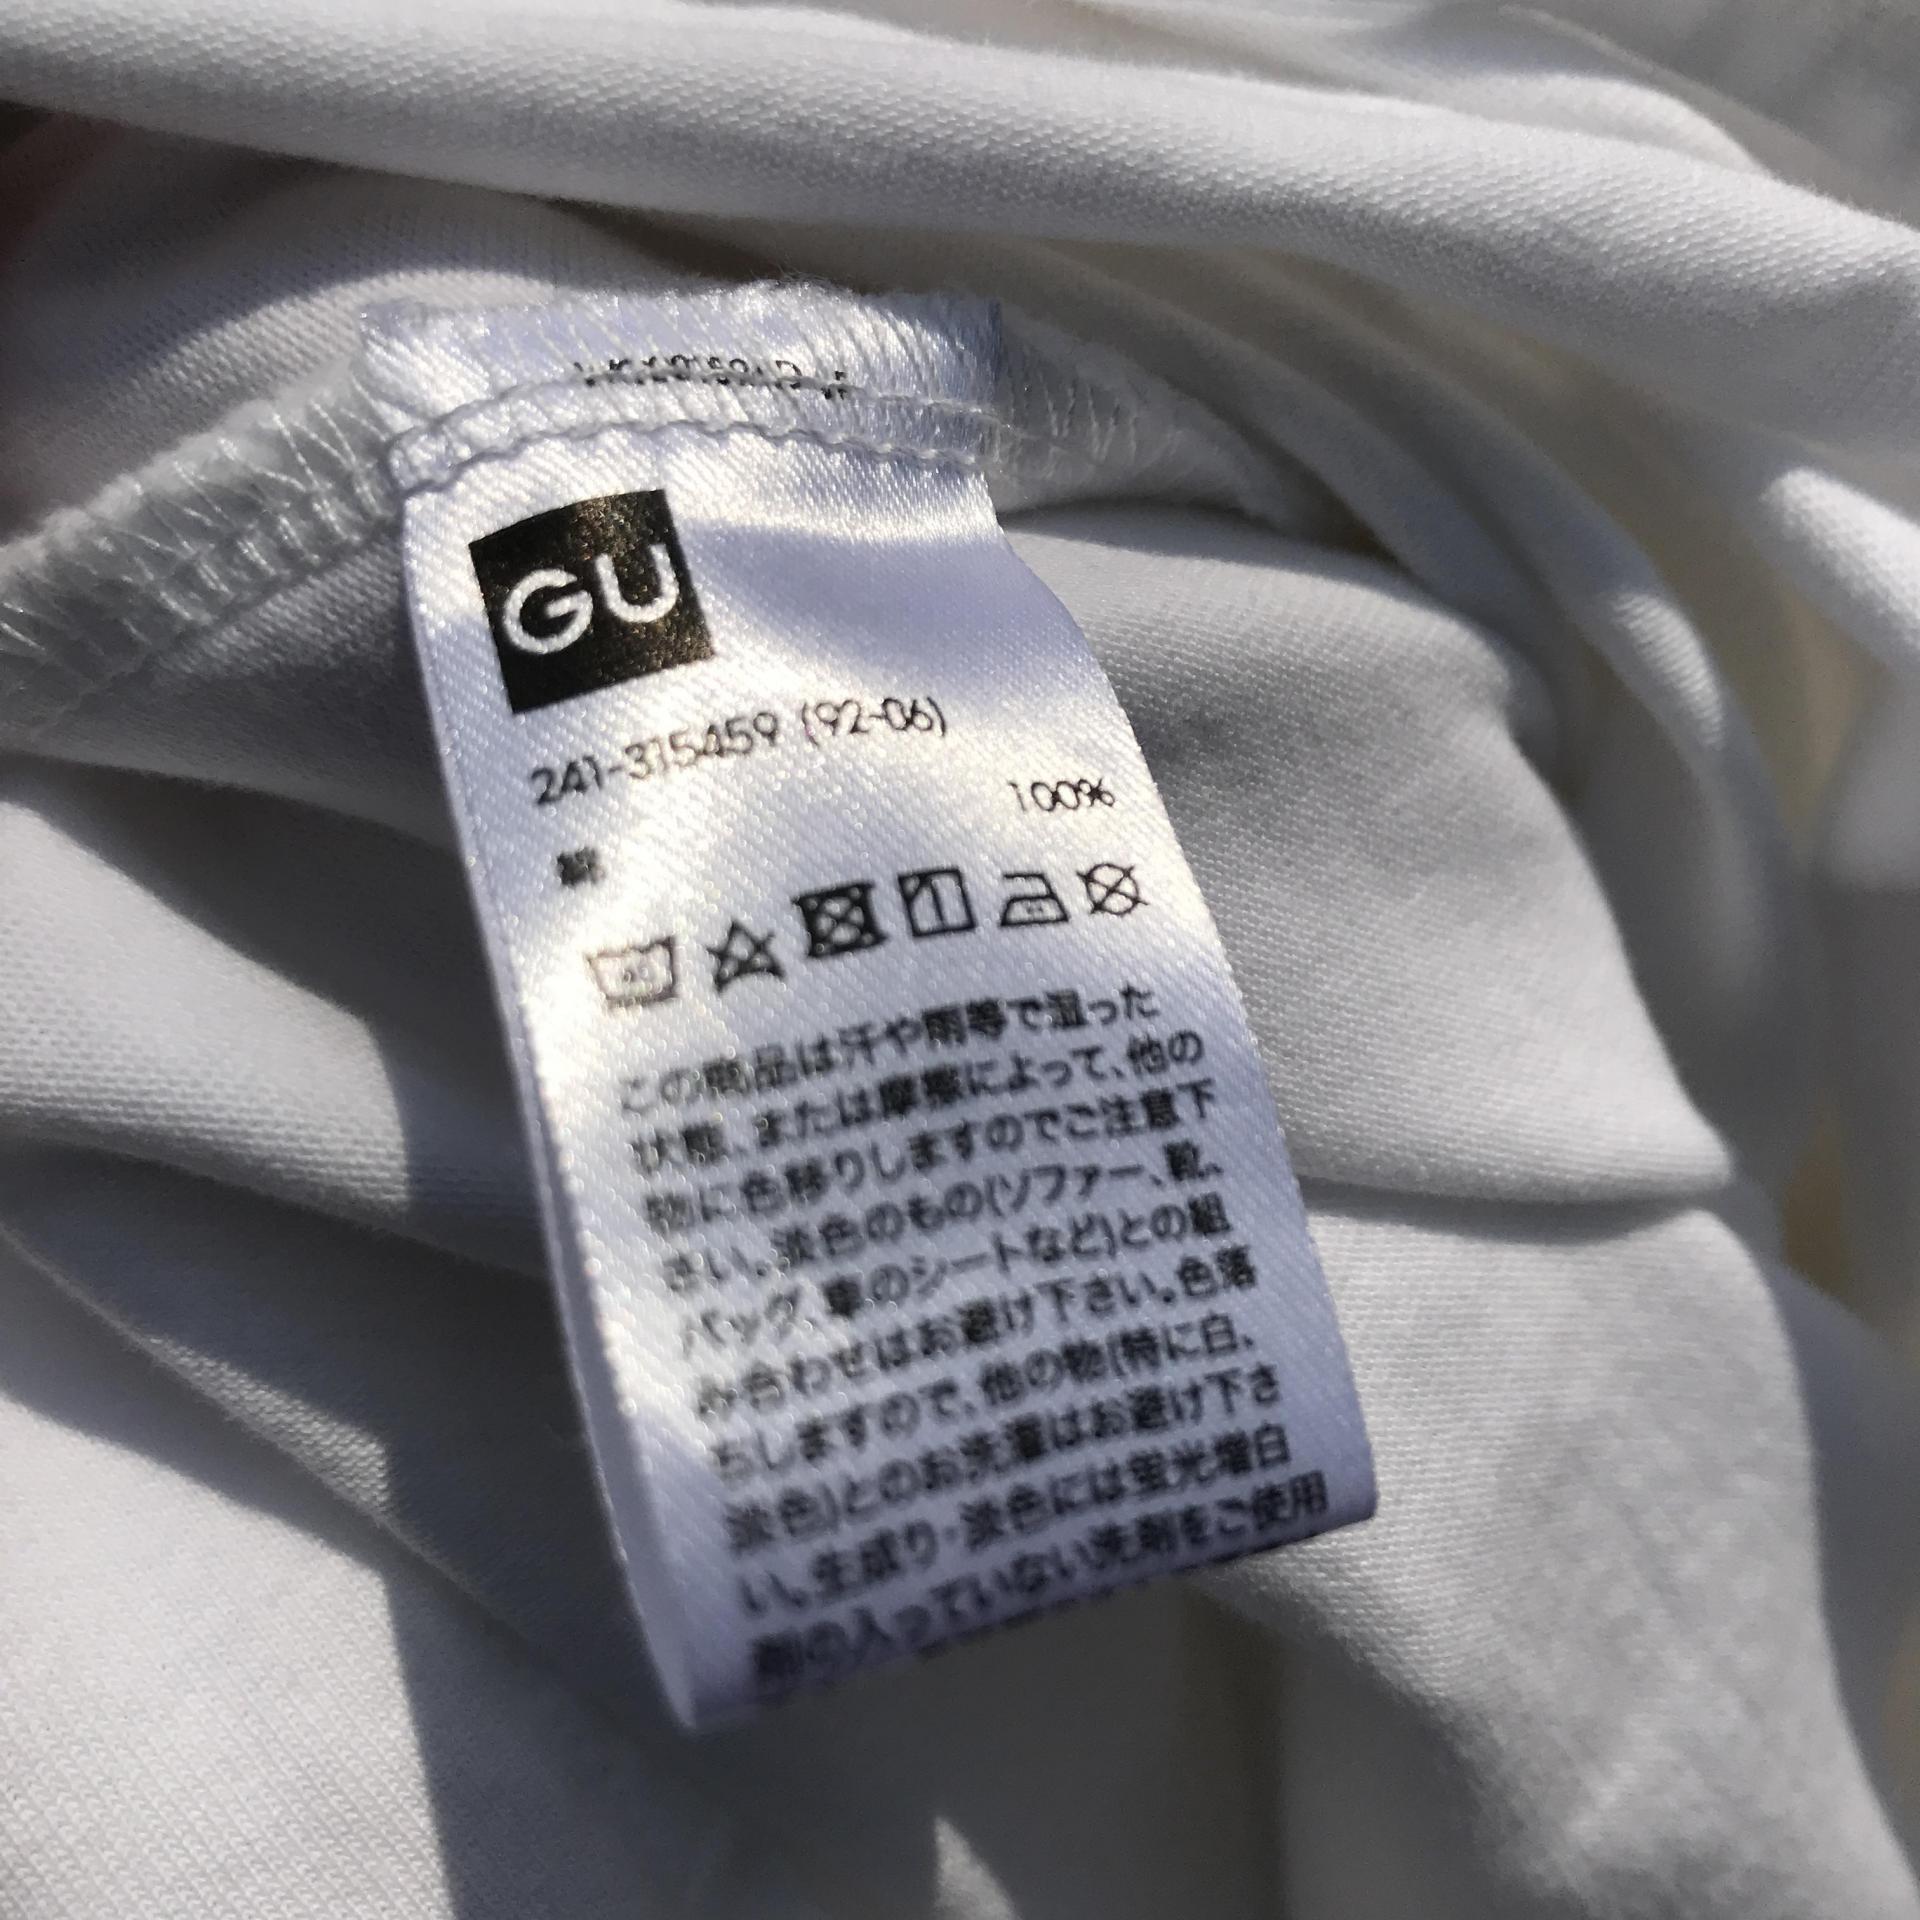 GU
241-315459 (92-06)
綿 100%
40
この商品は汗や雨等で湿った
状態、または摩擦によって、他の
物に色移りしますのでご注意下
さい。淡色のもの(ソファー、靴、
バッグ、車のシートなど)との組
み合わせはお避け下さい。色落
ちしますので、他の物(特に白、
淡色)とのお洗濯はお避け下さ
い。生成り・淡色には蛍光増白
剤の入っていない洗剤をご使用